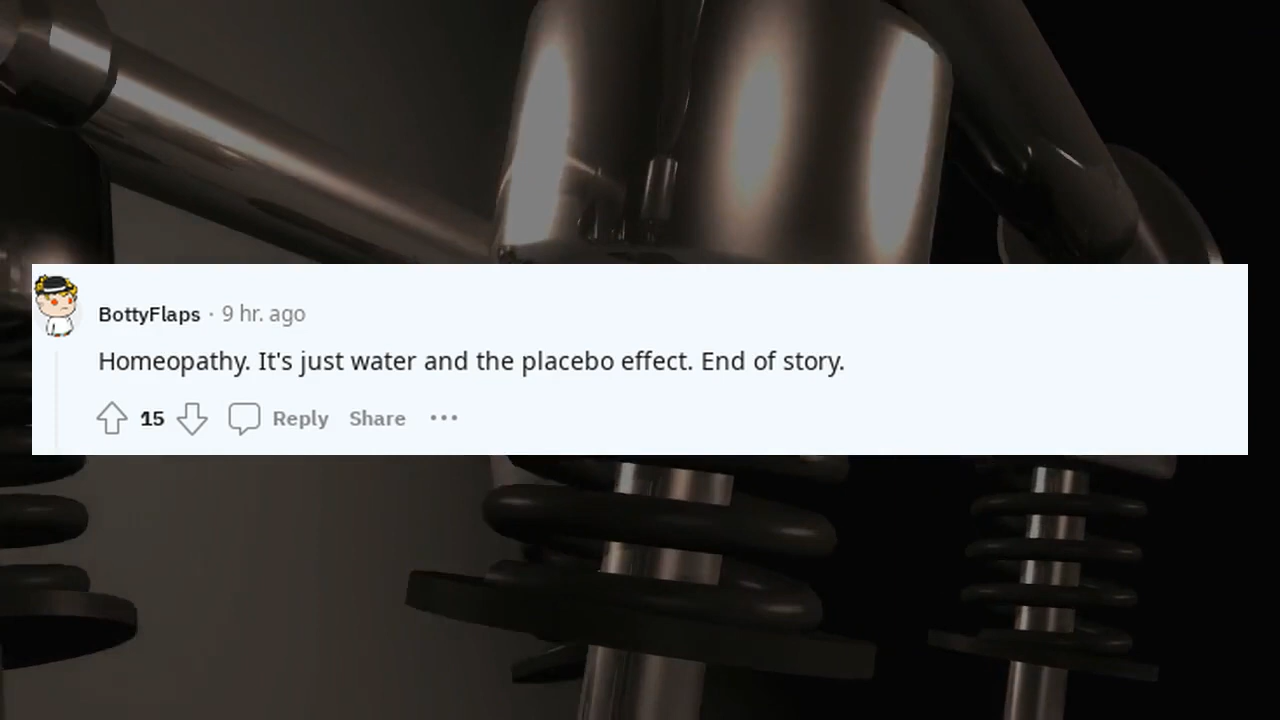 BottyFlaps · 9 hr. ago
Homeopathy. It's just water and the placebo effect. End of story.
15 Reply Share ···